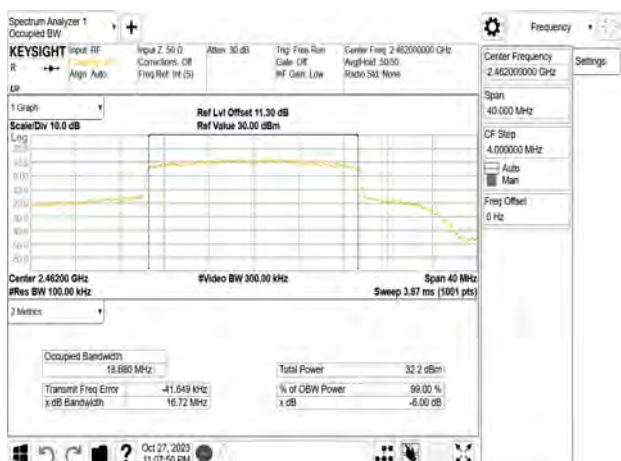 Spectrum Analyzer 1
Occupied BW
Frequency
KEYSIGHT Input: RF
Input Z: 50 Ω
Atten: 30 dB
Trig: Free Run
Center Freq: 2.462000000 GHz
Corrections: Off
Gate: Off
Avg|Hold: 50/50
Align: Auto
Freq Ref: Int (S)
IF Gain: Low
Radio Std: None
Center Frequency
2.462000000 GHz
Settings
Span
40.000 MHz
CF Step
4.000000 MHz
Auto
Man
Freq Offset
0 Hz
1 Graph
Scale/Div 10.0 dB
Ref Lvl Offset 11.30 dB
Ref Value 30.00 dBm
Log
Center 2.46200 GHz
#Video BW 300.00 kHz
Span 40 MHz
#Res BW 100.00 kHz
Sweep 3.87 ms (1001 pts)
2 Metrics
Occupied Bandwidth
18.680 MHz
Total Power
32.2 dBm
Transmit Freq Error
-41.649 kHz
% of OBW Power
99.00 %
x dB Bandwidth
16.72 MHz
x dB
-6.00 dB
Oct 27, 2023
11:07:50 PM